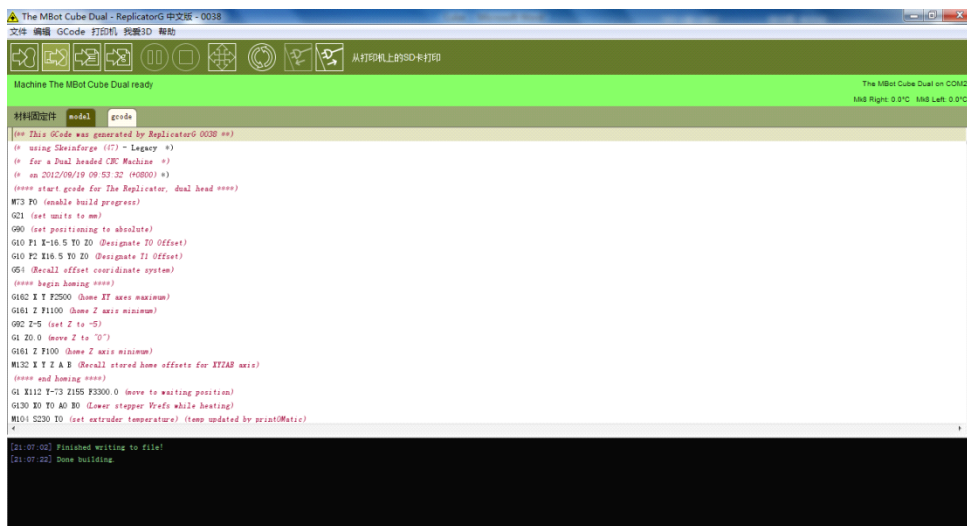 The MBot Cube Dual - ReplicatorG 中文版 - 0038
文件 编辑 GCode 打印机 我爱3D 帮助
从打印机上的SD卡打印
Machine The MBot Cube Dual ready
The MBot Cube Dual on COM2
Mk8 Right: 0.0°C Mk8 Left: 0.0°C
材料固定件 model gcode
(** This GCode was generated by ReplicatorG 0038 **)
(* using Skeinforge (47) - Legacy *)
(* for a Dual headed CNC Machine *)
(* on 2012/09/19 09:53:32 (+0800) *)
(**** start.gcode for The Replicator, dual head ****)
M73 P0 (enable build progress)
G21 (set units to mm)
G90 (set positioning to absolute)
G10 P1 X-16.5 Y0 Z0 (Designate T0 Offset)
G10 P2 X16.5 Y0 Z0 (Designate T1 Offset)
G54 (Recall offset cooridinate system)
(**** begin homing ****)
G162 X Y F2500 (home XY axes maximum)
G161 Z F1100 (home Z axis minimum)
G92 Z-5 (set Z to -5)
G1 Z0.0 (move Z to "0")
G161 Z F100 (home Z axis minimum)
M132 X Y Z A B (Recall stored home offsets for XYZAB axis)
(**** end homing ****)
G1 X112 Y-73 Z155 F3300.0 (move to waiting position)
G130 X0 Y0 A0 B0 (Lower stepper Vrefs while heating)
M104 S230 T0 (set extruder temperature) (temp updated by printOMatic)
[21:07:02] Finished writing to file!
[21:07:22] Done building.